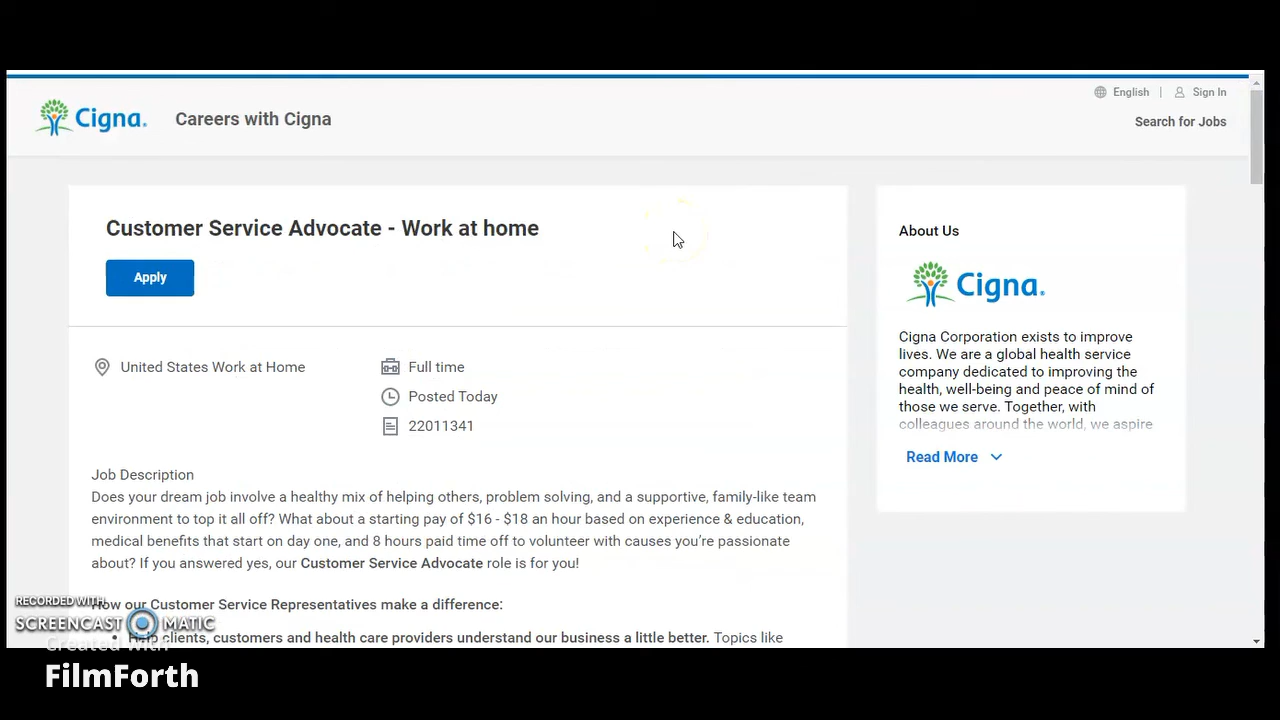 English | Sign In
Cigna.
Careers with Cigna
Search for Jobs
Customer Service Advocate - Work at home
Apply
United States Work at Home
Full time
Posted Today
22011341
Job Description
Does your dream job involve a healthy mix of helping others, problem solving, and a supportive, family-like team
environment to top it all off? What about a starting pay of $16 - $18 an hour based on experience & education,
medical benefits that start on day one, and 8 hours paid time off to volunteer with causes you’re passionate
about? If you answered yes, our Customer Service Advocate role is for you!
How our Customer Service Representatives make a difference:
Help clients, customers and health care providers understand our business a little better. Topics like
About Us
Cigna.
Cigna Corporation exists to improve
lives. We are a global health service
company dedicated to improving the
health, well-being and peace of mind of
those we serve. Together, with
colleagues around the world, we aspire
Read More
RECORDED WITH
SCREENCAST MATIC
Created with
FilmForth